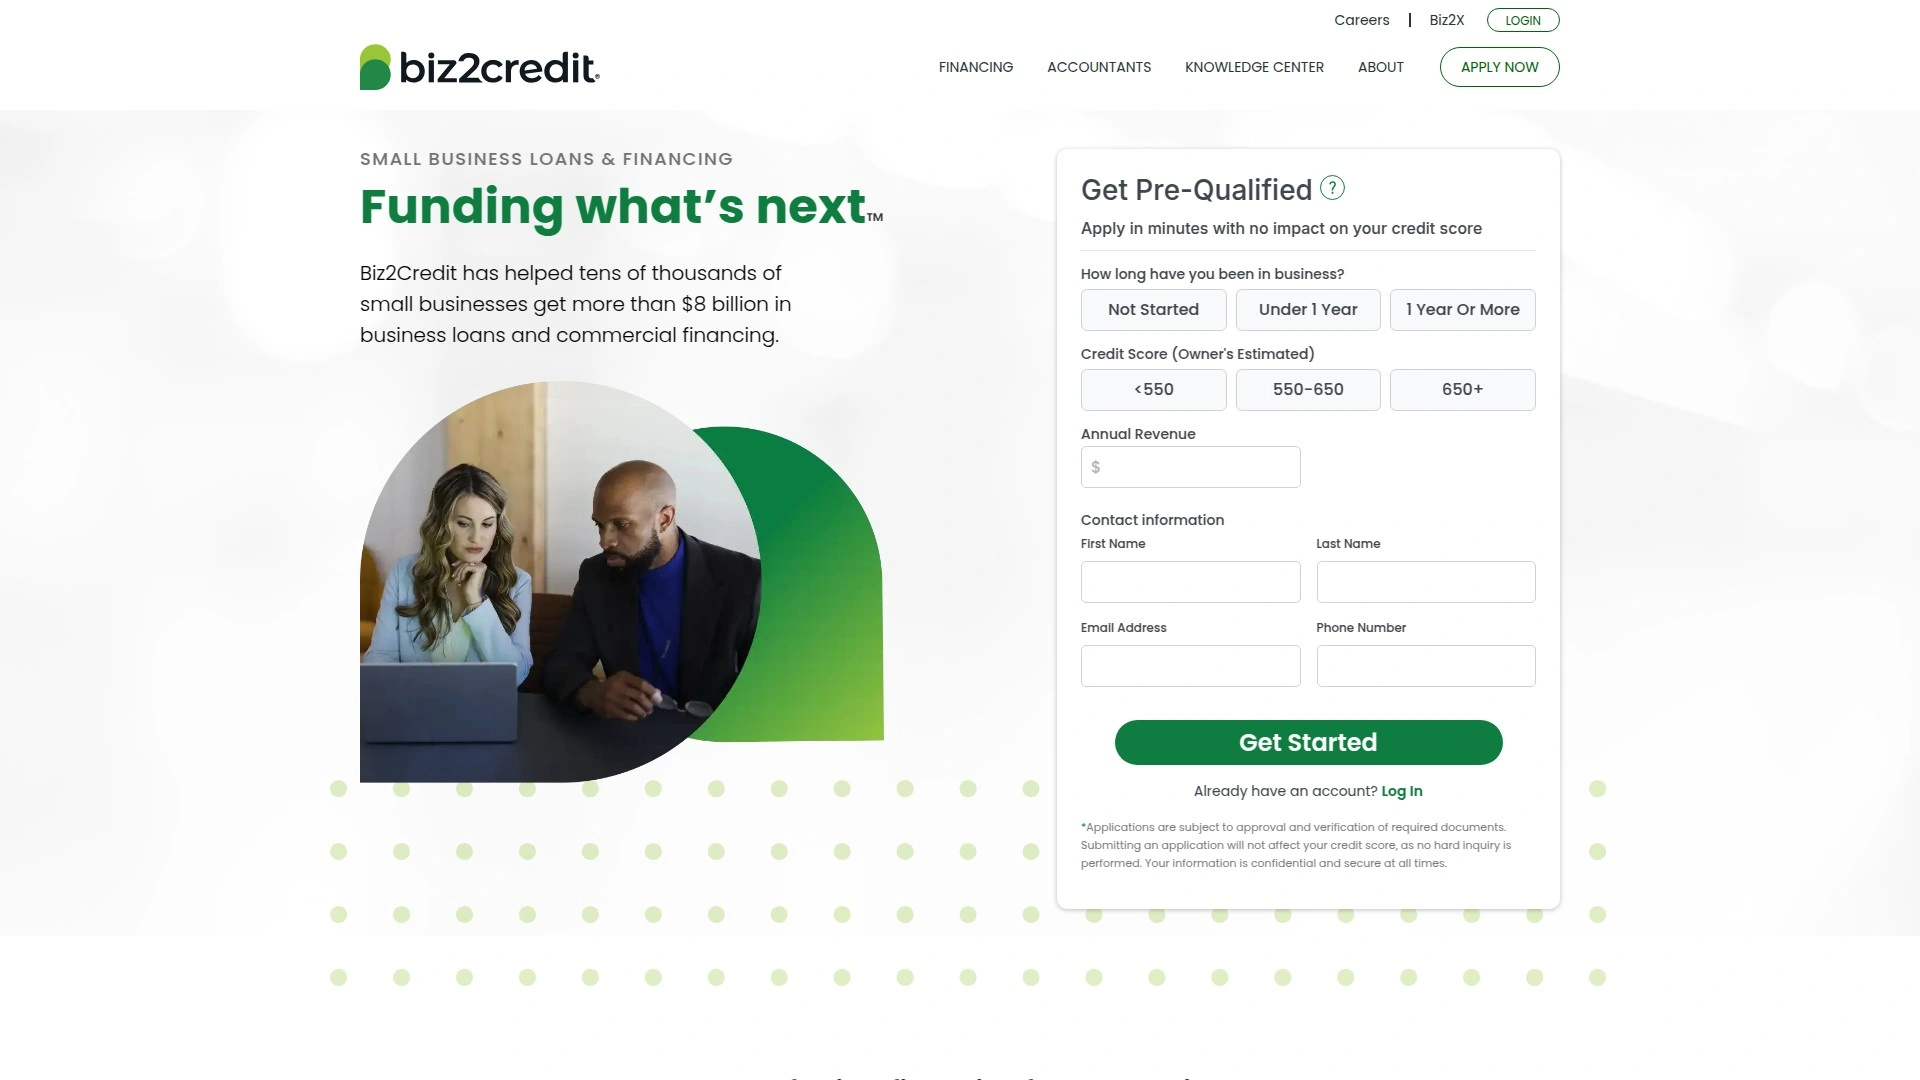 Careers
Biz2X
LOGIN
biz2credit®
FINANCING
ACCOUNTANTS
KNOWLEDGE CENTER
ABOUT
APPLY NOW
SMALL BUSINESS LOANS & FINANCING
Funding what’s next™
Biz2Credit has helped tens of thousands of
small businesses get more than $8 billion in
business loans and commercial financing.
Get Pre-Qualified ?
Apply in minutes with no impact on your credit score
How long have you been in business?
Not Started
Under 1 Year
1 Year Or More
Credit Score (Owner's Estimated)
<550
550-650
650+
Annual Revenue
$
Contact information
First Name
Last Name
Email Address
Phone Number
Get Started
Already have an account? Log In
*Applications are subject to approval and verification of required documents.
Submitting an application will not affect your credit score, as no hard inquiry is
performed. Your information is confidential and secure at all times.